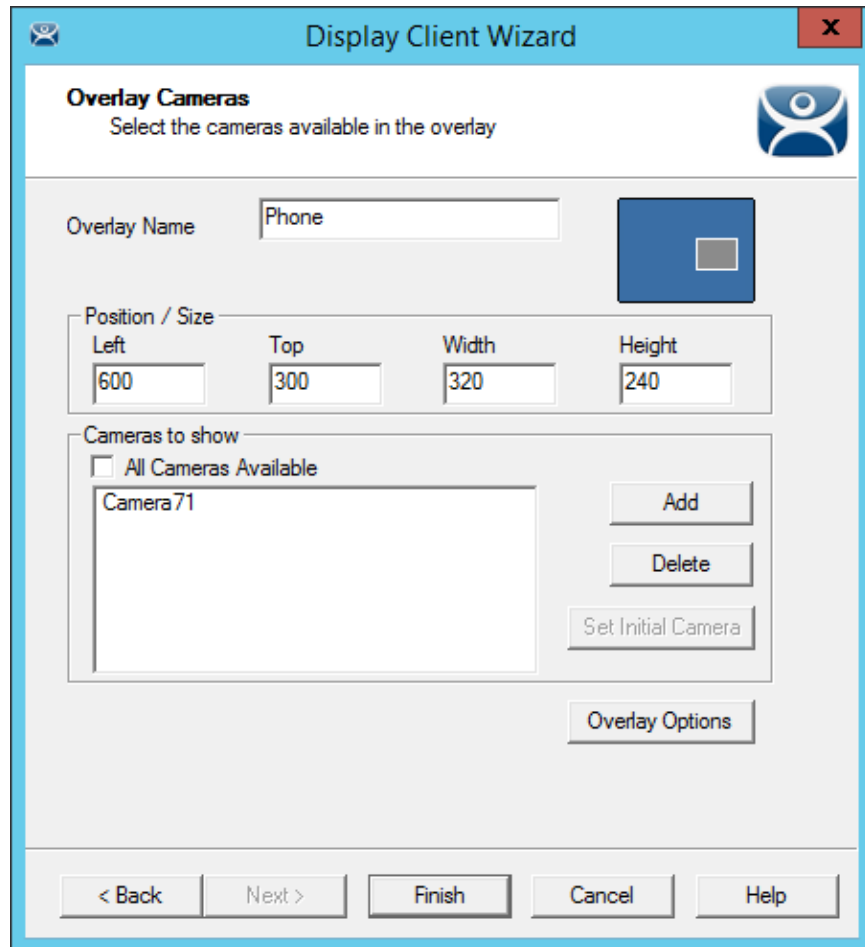 Display Client Wizard
x
Overlay Cameras
Select the cameras available in the overlay
Overlay Name
Phone
Position / Size
Left Top Width Height
600 300 320 240
Cameras to show
All Cameras Available
Camera71
Add
Delete
Set Initial Camera
Overlay Options
< Back Next > Finish Cancel Help